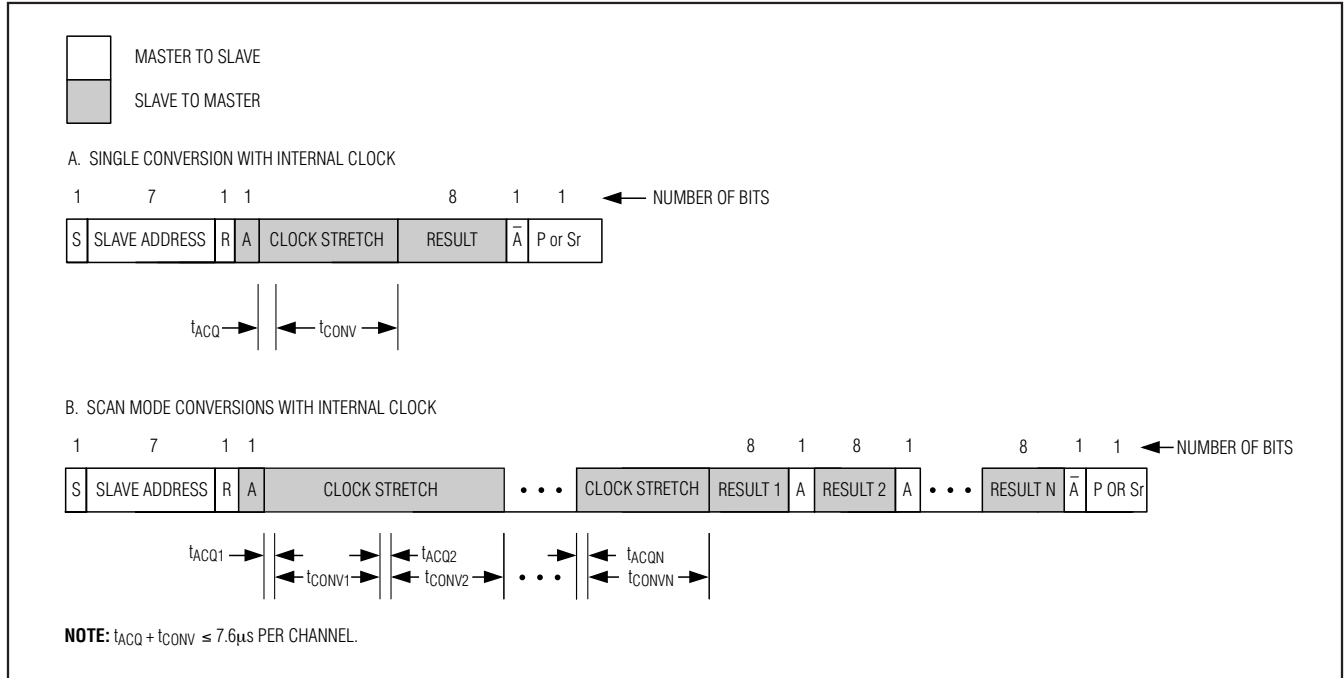 MASTER TO SLAVE
SLAVE TO MASTER
A. SINGLE CONVERSION WITH INTERNAL CLOCK
1 7 1 1 8 1 1 NUMBER OF BITS
S SLAVE ADDRESS R A CLOCK STRETCH RESULT A̅ P or Sr
tACQ tCONV
B. SCAN MODE CONVERSIONS WITH INTERNAL CLOCK
1 7 1 1 8 1 8 1 8 1 1 NUMBER OF BITS
S SLAVE ADDRESS R A CLOCK STRETCH • • • CLOCK STRETCH RESULT 1 A RESULT 2 A • • • RESULT N A̅ P OR Sr
tACQ1 tACQ2 tACQN
tCONV1 tCONV2 • • • tCONVN
NOTE: tACQ + tCONV ≤ 7.6μs PER CHANNEL.